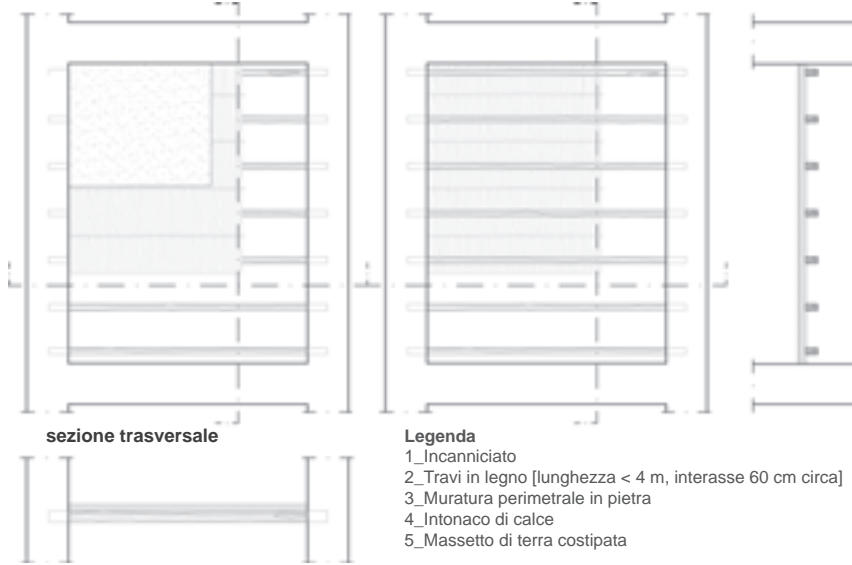 sezione trasversale
Legenda
1_Incanniciato
2_Travi in legno [lunghezza < 4 m, interasse 60 cm circa]
3_Muratura perimetrale in pietra
4_Intonaco di calce
5_Massetto di terra costipata